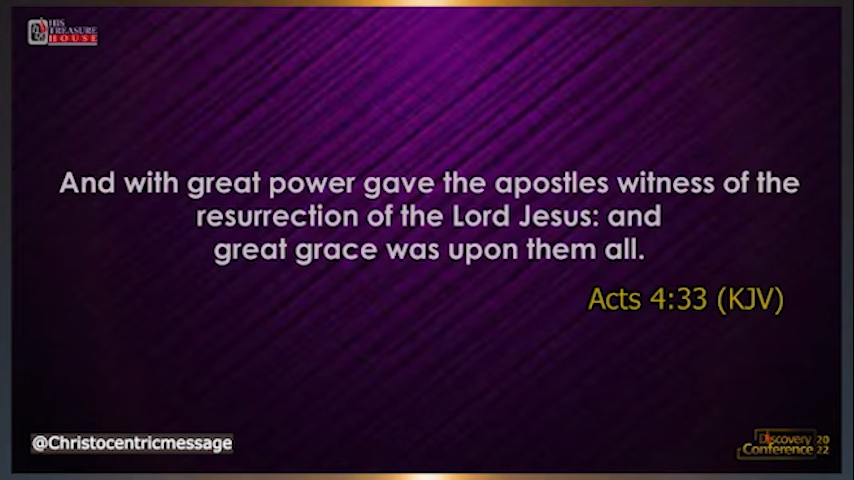 HIS
TREASURE
HOUSE
And with great power gave the apostles witness of the
resurrection of the Lord Jesus: and
great grace was upon them all.
Acts 4:33 (KJV)
@Christocentricmessage
Discovery 20
Conference 22